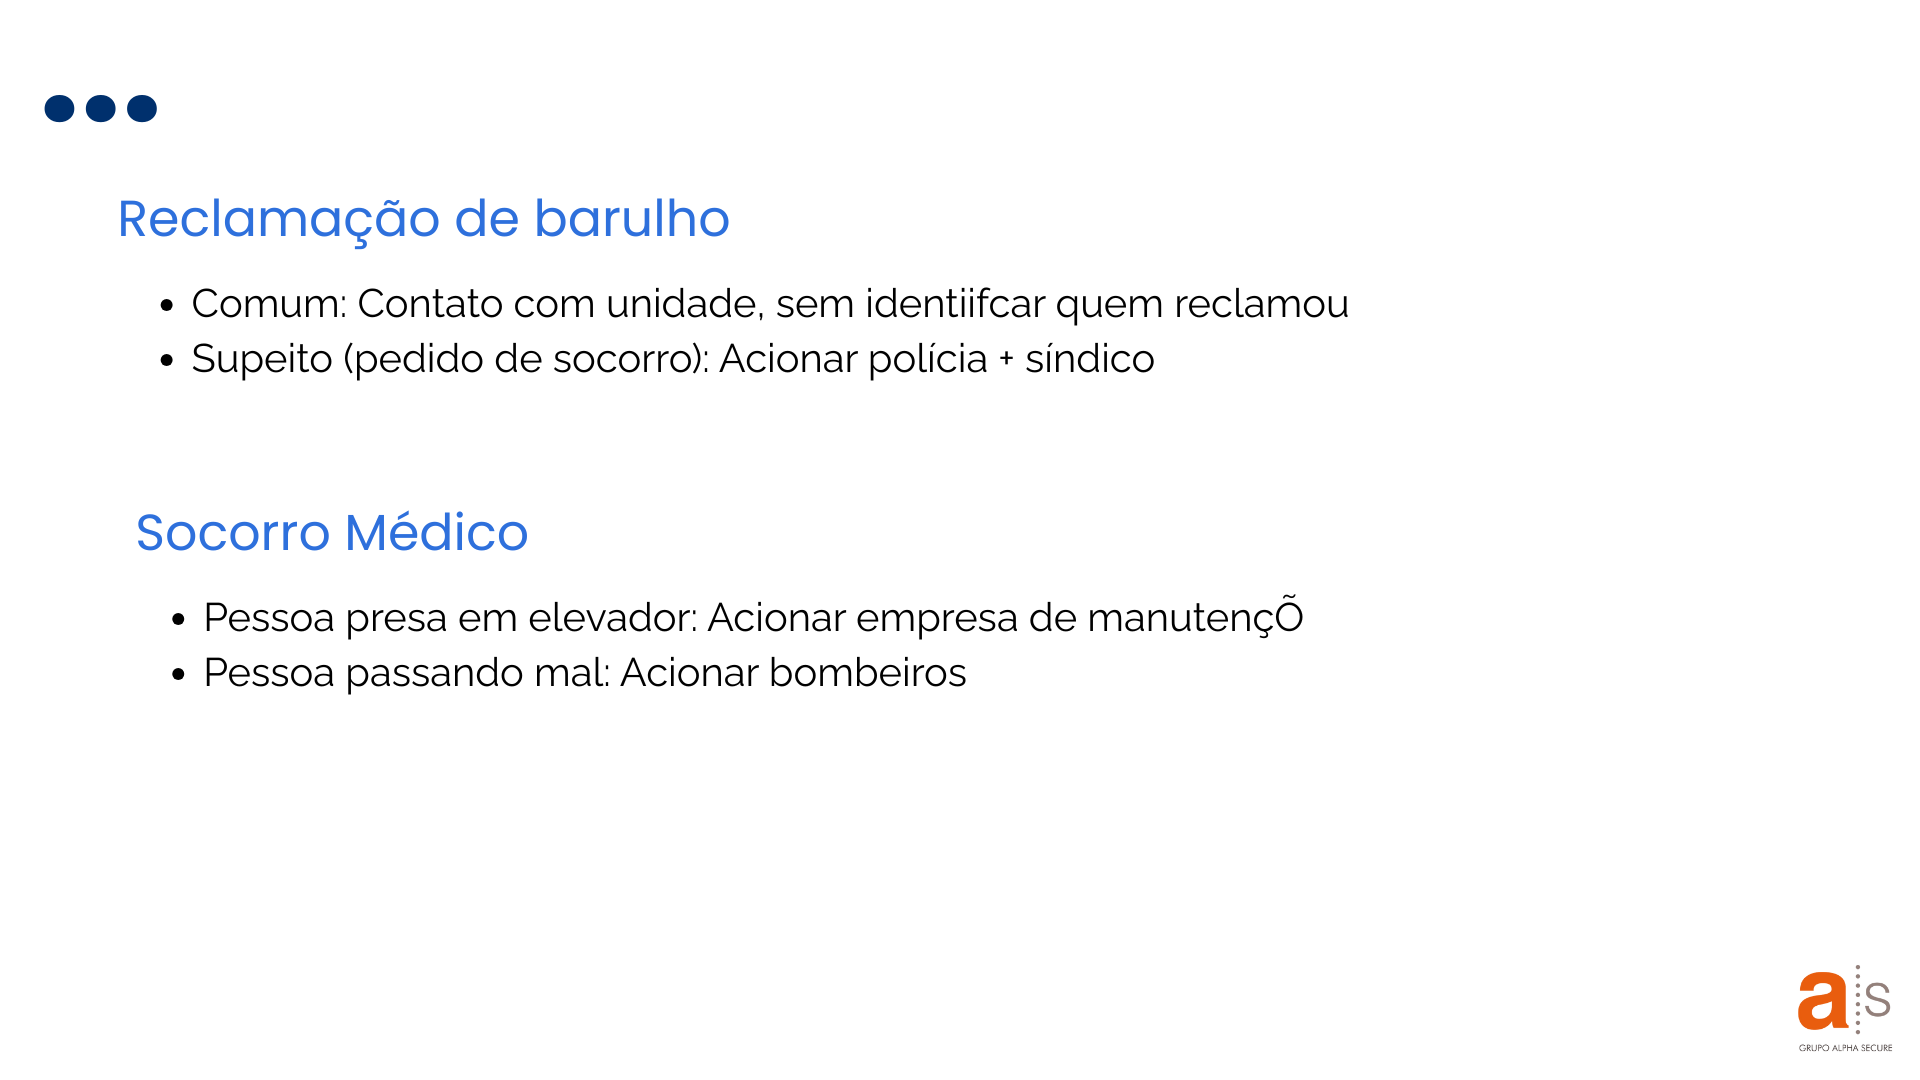 Reclamação de barulho
Comum: Contato com unidade, sem identiifcar quem reclamou
Supeito (pedido de socorro): Acionar polícia + síndico
Socorro Médico
Pessoa presa em elevador: Acionar empresa de manutençÕ
Pessoa passando mal: Acionar bombeiros
a s
GRUPO ALPHA SECURE